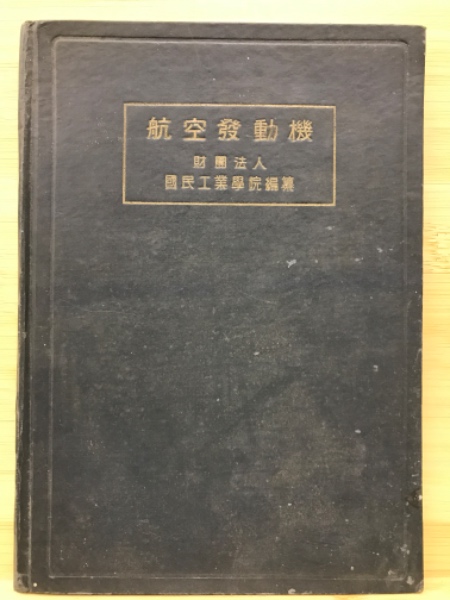 航空發動機
財團法人
國民工業學院編纂